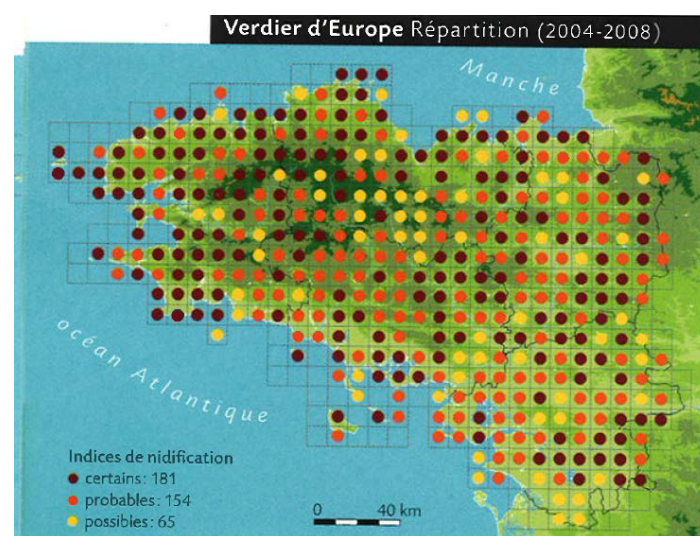 Verdier d'Europe Répartition (2004-2008)
Manche
océan Atlantique
Indices de nidification
certains: 181
probables: 154
possibles: 65
0 40 km